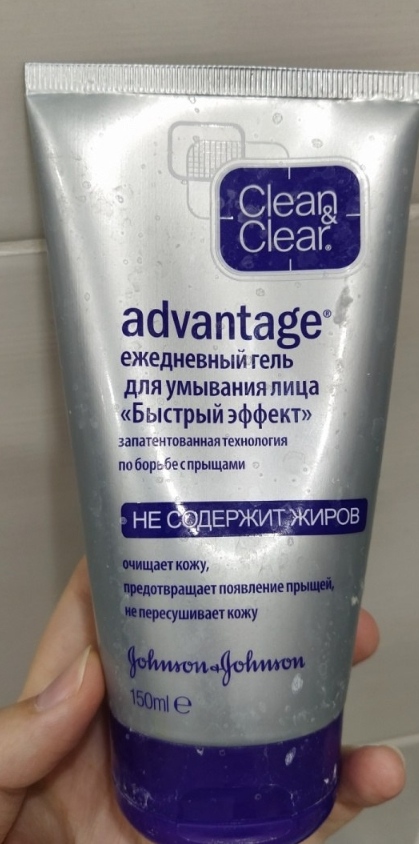 Clean &
Clear®
advantage®
ежедневный гель
для умывания лица
«Быстрый эффект»
запатентованная технология
по борьбе с прыщами
НЕ СОДЕРЖИТ ЖИРОВ
очищает кожу,
предотвращает появление прыщей,
не пересушивает кожу
Johnson & Johnson
150ml ℮